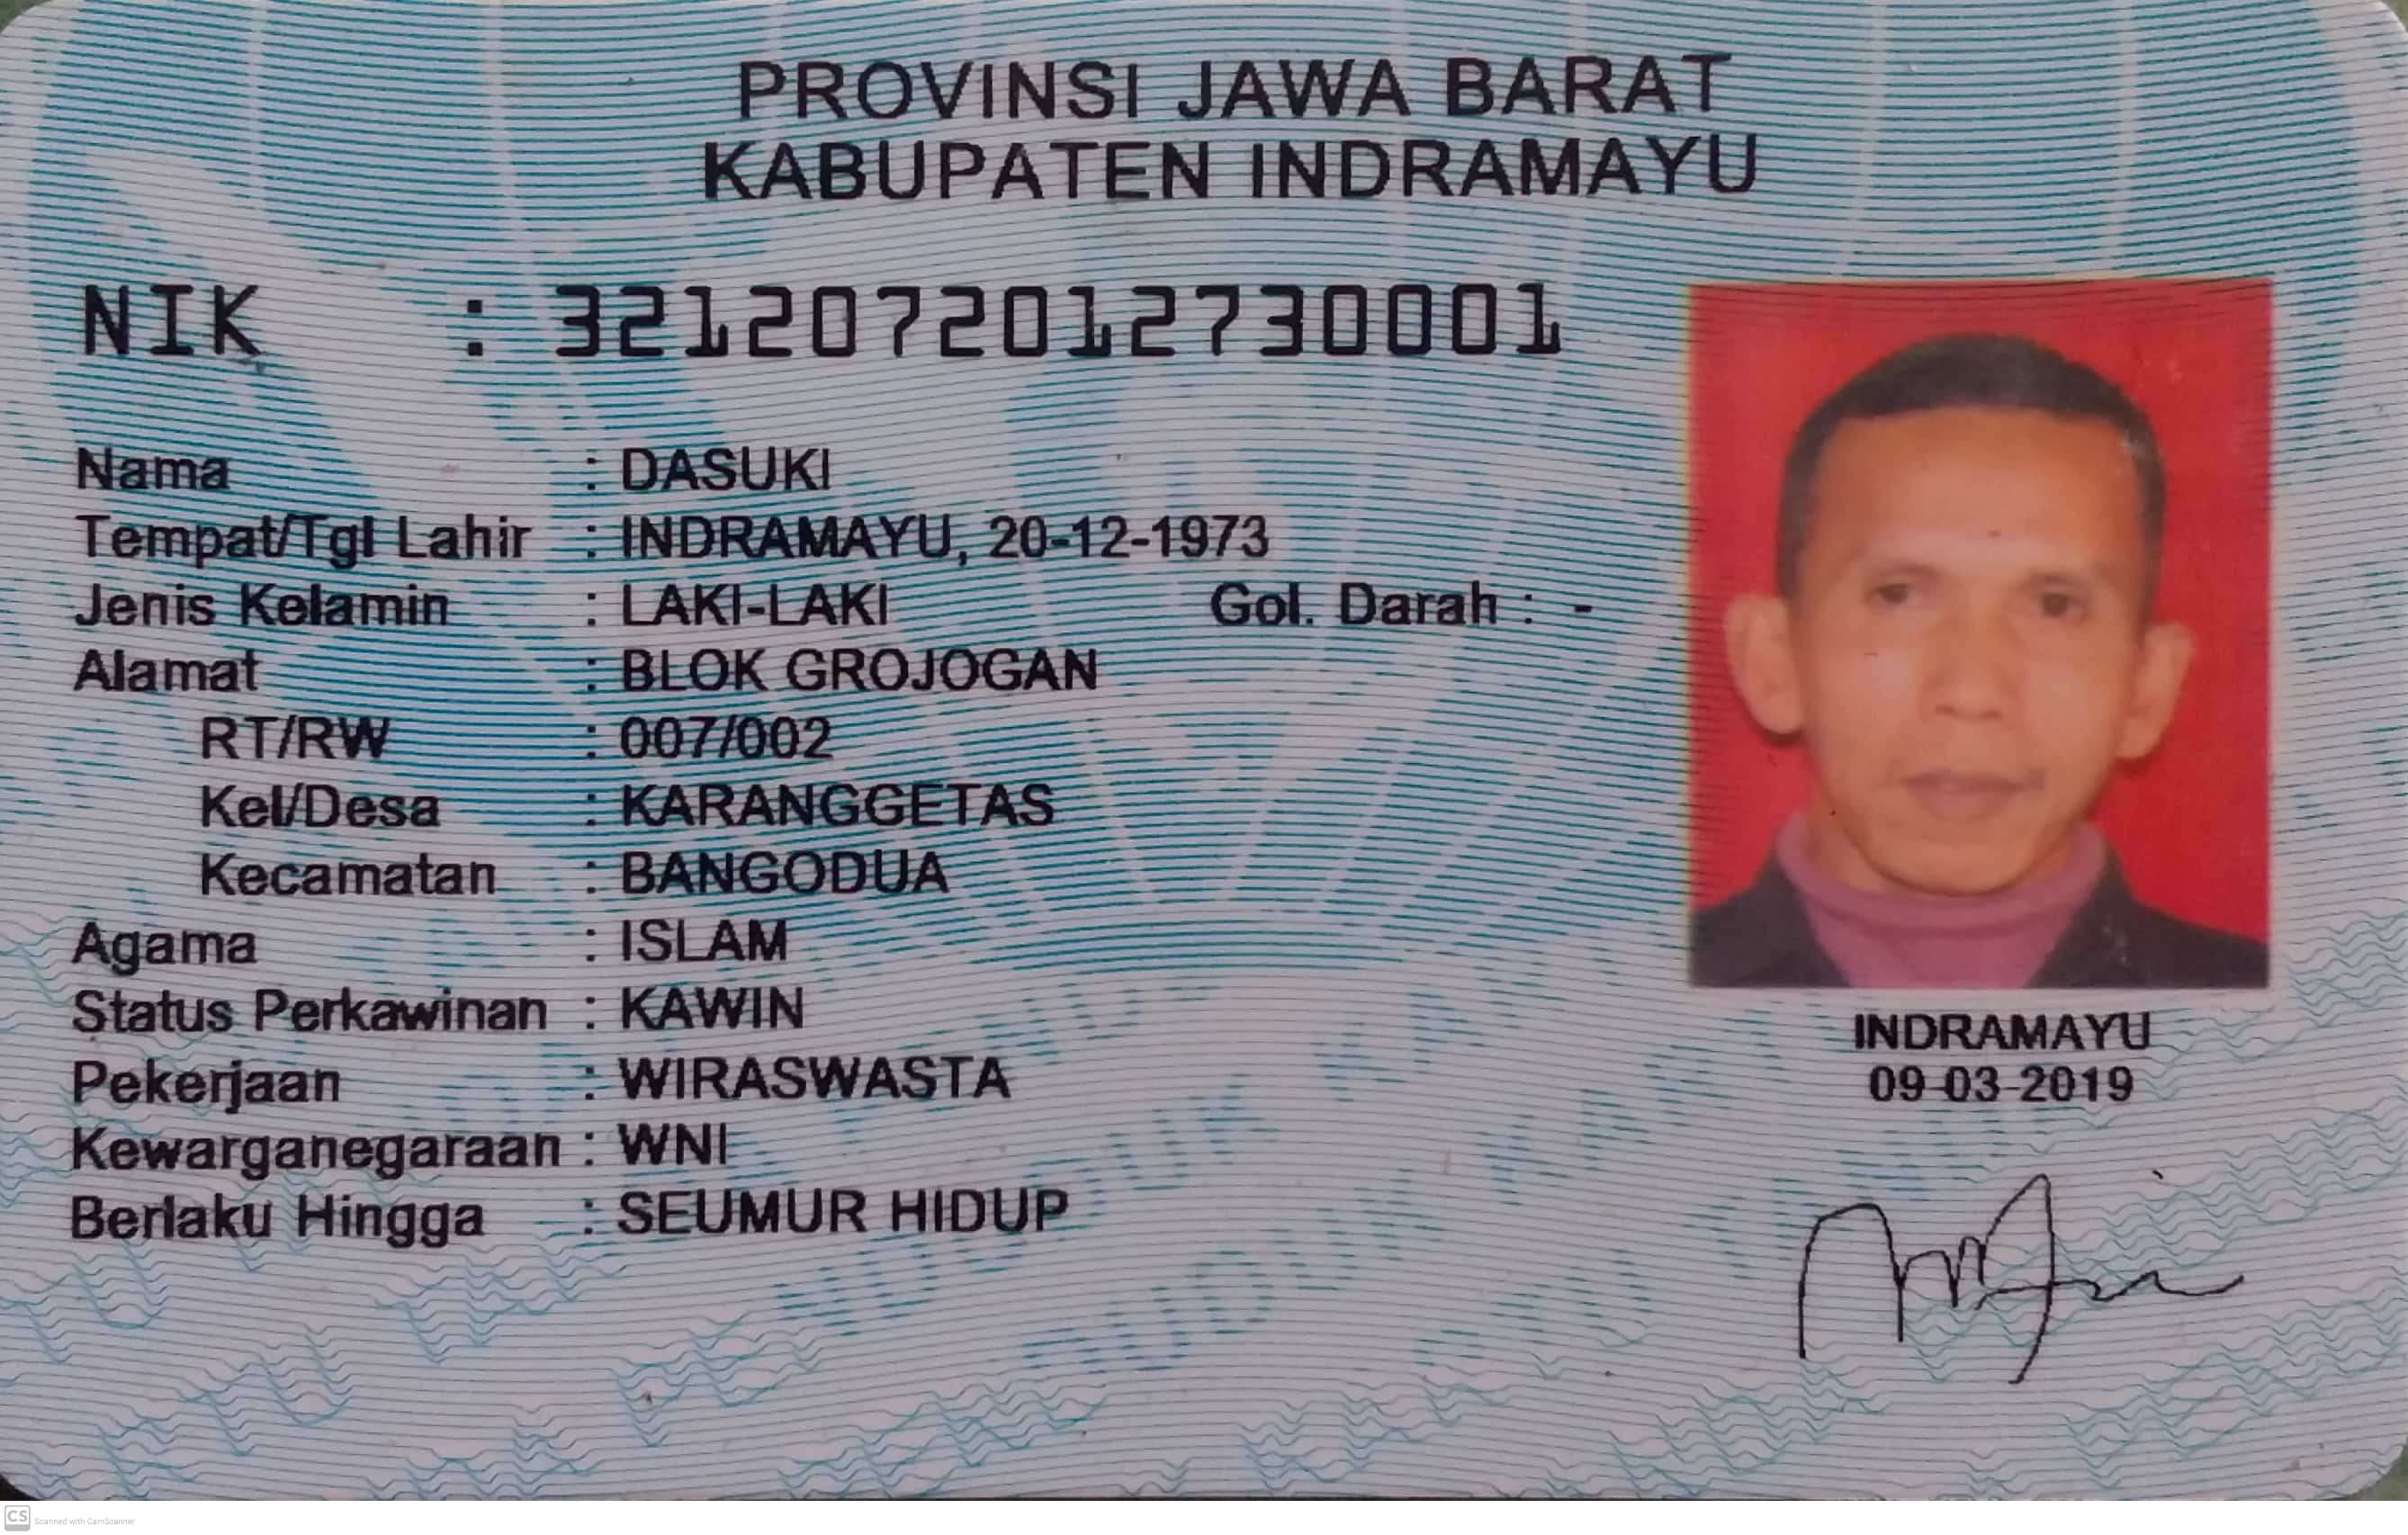 PROVINSI JAWA BARAT
KABUPATEN INDRAMAYU
NIK : 3212072012730001
Nama : DASUKI
Tempat/Tgl Lahir : INDRAMAYU, 20-12-1973
Jenis Kelamin : LAKI-LAKI Gol. Darah : -
Alamat : BLOK GROJOGAN
RT/RW : 007/002
Kel/Desa : KARANGGETAS
Kecamatan : BANGODUA
Agama : ISLAM
Status Perkawinan : KAWIN
Pekerjaan : WIRASWASTA
Kewarganegaraan : WNI
Berlaku Hingga : SEUMUR HIDUP
INDRAMAYU
09-03-2019
CS Scanned with CamScanner